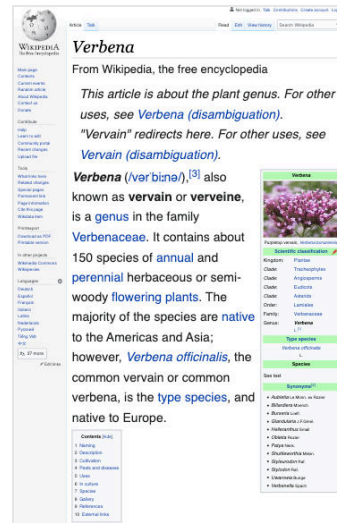 Not logged in Talk Contributions Create account
WIKIPEDIA
The Free Encyclopedia
Article Talk
Read Edit View history Search Wikipedia
Verbena
From Wikipedia, the free encyclopedia
This article is about the plant genus. For other
uses, see Verbena (disambiguation).
"Vervain" redirects here. For other uses, see
Vervain (disambiguation).
Verbena (/vərˈbiːnə/),[3] also
known as vervain or verveine,
is a genus in the family
Verbenaceae. It contains about
150 species of annual and
perennial herbaceous or semi-
woody flowering plants. The
majority of the species are native
to the Americas and Asia;
however, Verbena officinalis, the
common vervain or common
verbena, is the type species, and
native to Europe.
Main page
Contents
Current events
Random article
About Wikipedia
Contact us
Donate
Contribute
Help
Learn to edit
Community portal
Recent changes
Upload file
Tools
What links here
Related changes
Special pages
Permanent link
Page information
Cite this page
Wikidata item
Print/export
Download as PDF
Printable version
In other projects
Wikimedia Commons
Wikispecies
Languages
Deutsch
Español
Français
Italiano
Latina
Nederlands
Русский
Tiếng Việt
中文
37 more
Edit links
Verbena
Scientific classification
Kingdom: Plantae
Clade: Tracheophytes
Clade: Angiosperms
Clade: Eudicots
Clade: Asterids
Order: Lamiales
Family: Verbenaceae
Genus: Verbena
L.
Type species
Verbena officinalis
L.
Species
See text
Synonyms
Contents [hide]
1 Naming
2 Description
3 Cultivation
4 Pests and diseases
5 Uses
6 In culture
7 Species
8 Gallery
9 References
10 External links